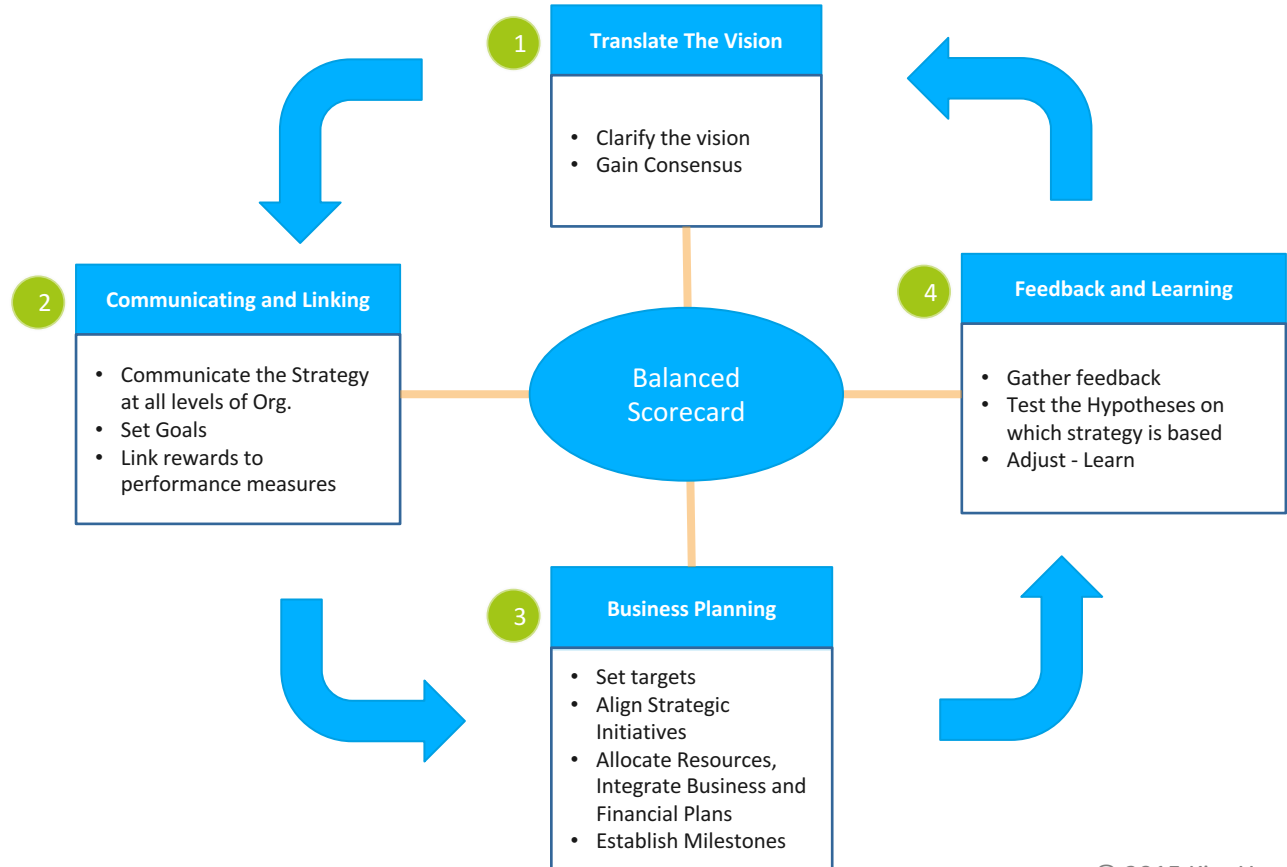 1
Translate The Vision
• Clarify the vision
• Gain Consensus
2
Communicating and Linking
• Communicate the Strategy
at all levels of Org.
• Set Goals
• Link rewards to
performance measures
Balanced
Scorecard
4
Feedback and Learning
• Gather feedback
• Test the Hypotheses on
which strategy is based
• Adjust - Learn
3
Business Planning
• Set targets
• Align Strategic
Initiatives
• Allocate Resources,
Integrate Business and
Financial Plans
• Establish Milestones